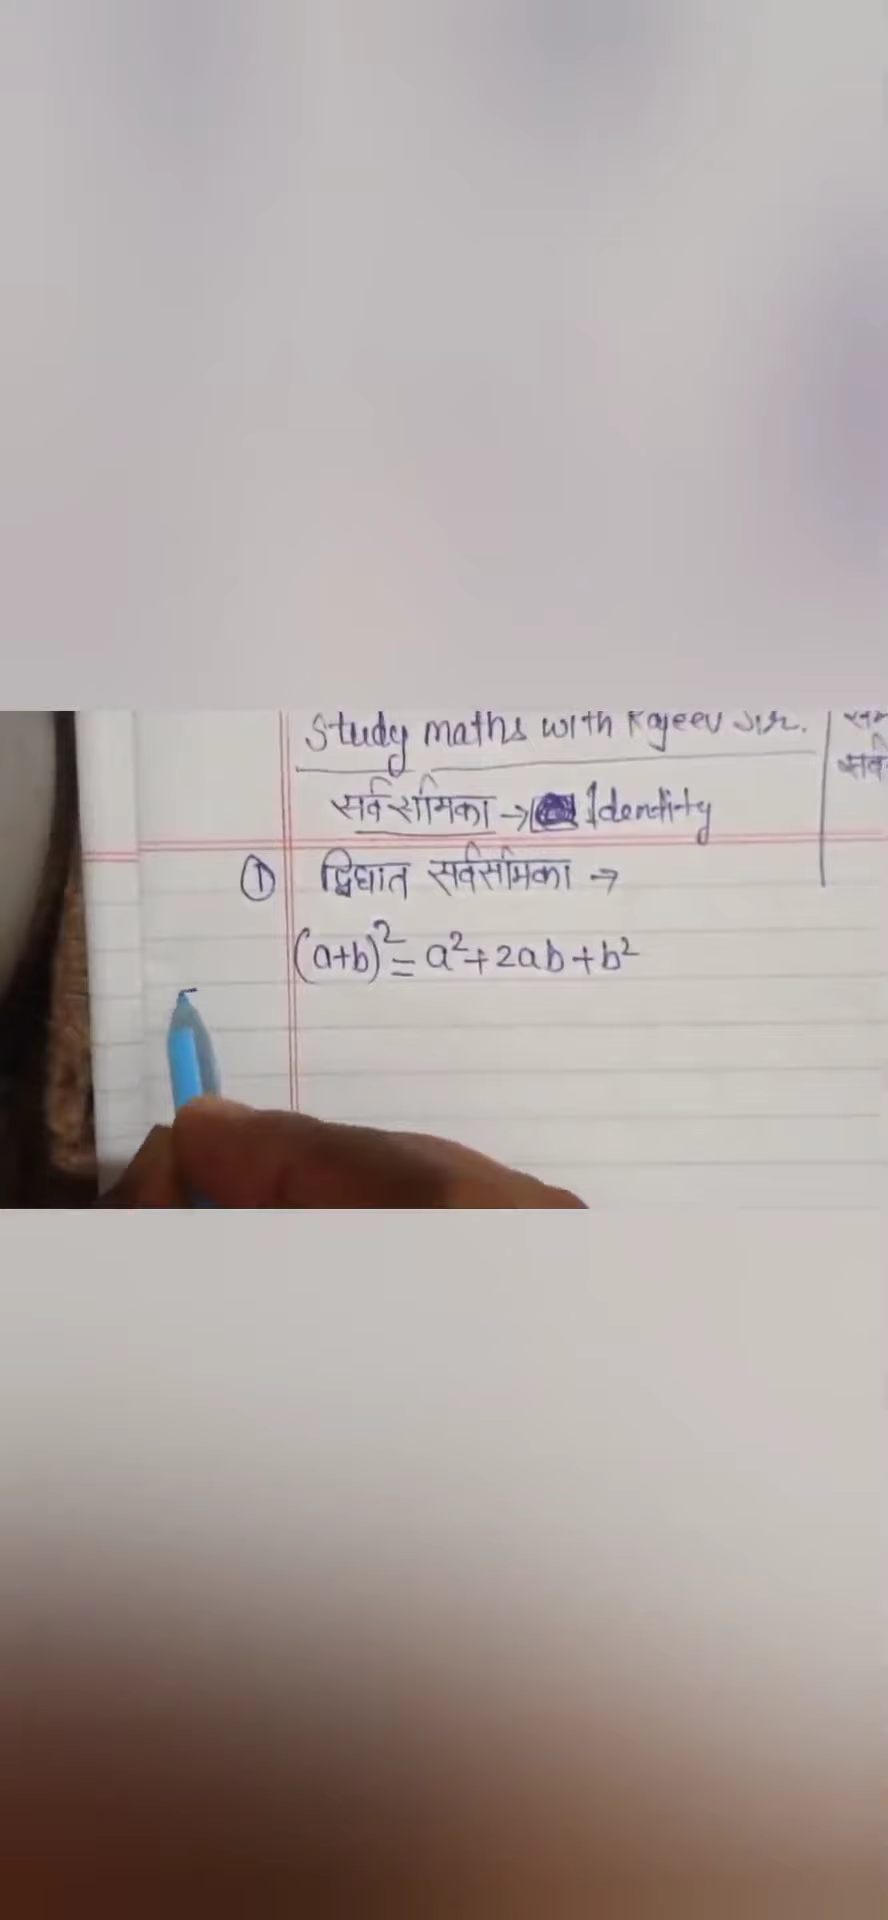 Study maths with Rajeev Sir.
सर्वसमिका → Identity
① द्विघात सर्वसमिका →
(a+b)² = a²+2ab+b²